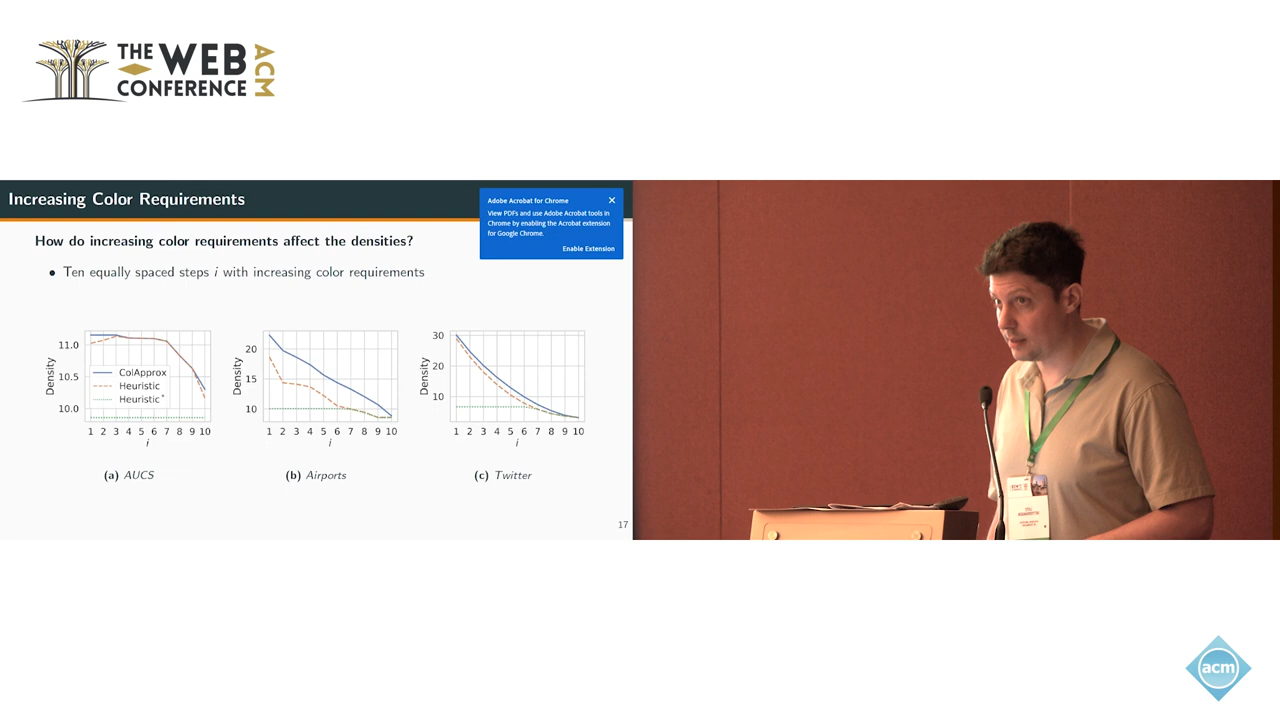 THE WEB
CONFERENCE
ACM
Increasing Color Requirements
Adobe Acrobat for Chrome
View PDFs and use Adobe Acrobat tools in
Chrome by enabling the Acrobat extension
for Google Chrome.
Enable Extension
How do increasing color requirements affect the densities?
• Ten equally spaced steps i with increasing color requirements
Density
11.0
10.5
10.0
ColApprox
Heuristic
Heuristic*
1 2 3 4 5 6 7 8 9 10
i
(a) AUCS
Density
20
15
10
1 2 3 4 5 6 7 8 9 10
i
(b) Airports
Density
30
20
10
1 2 3 4 5 6 7 8 9 10
i
(c) Twitter
17
acm